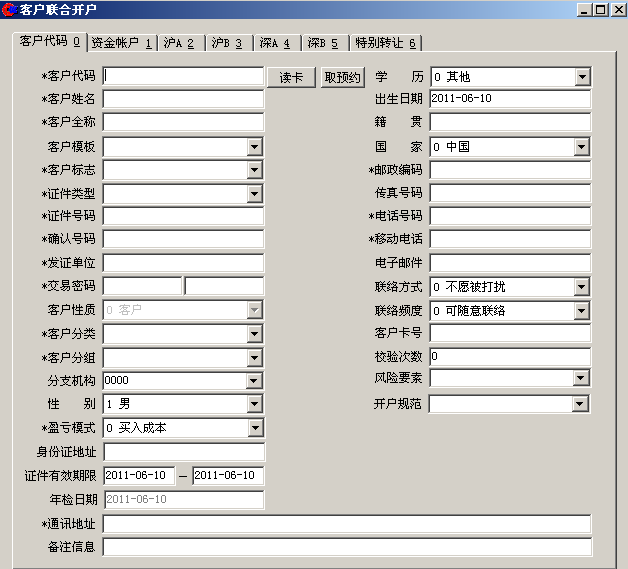 客户联合开户
客户代码 0 资金帐户 1 沪A 2 沪B 3 深A 4 深B 5 特别转让 6
*客户代码 读卡 取预约 学 历 0 其他
*客户姓名 出生日期 2011-06-10
*客户全称 籍 贯
客户模板 国 家 0 中国
*客户标志 *邮政编码
*证件类型 传真号码
*证件号码 *电话号码
*确认号码 *移动电话
*发证单位 电子邮件
*交易密码 联络方式 0 不愿被打扰
客户性质 0 客户 联络频度 0 可随意联络
*客户分类 客户卡号
*客户分组 校验次数 0
分支机构 0000 风险要素
性 别 1 男 开户规范
*盈亏模式 0 买入成本
身份证地址
证件有效期限 2011-06-10 — 2011-06-10
年检日期 2011-06-10
*通讯地址
备注信息